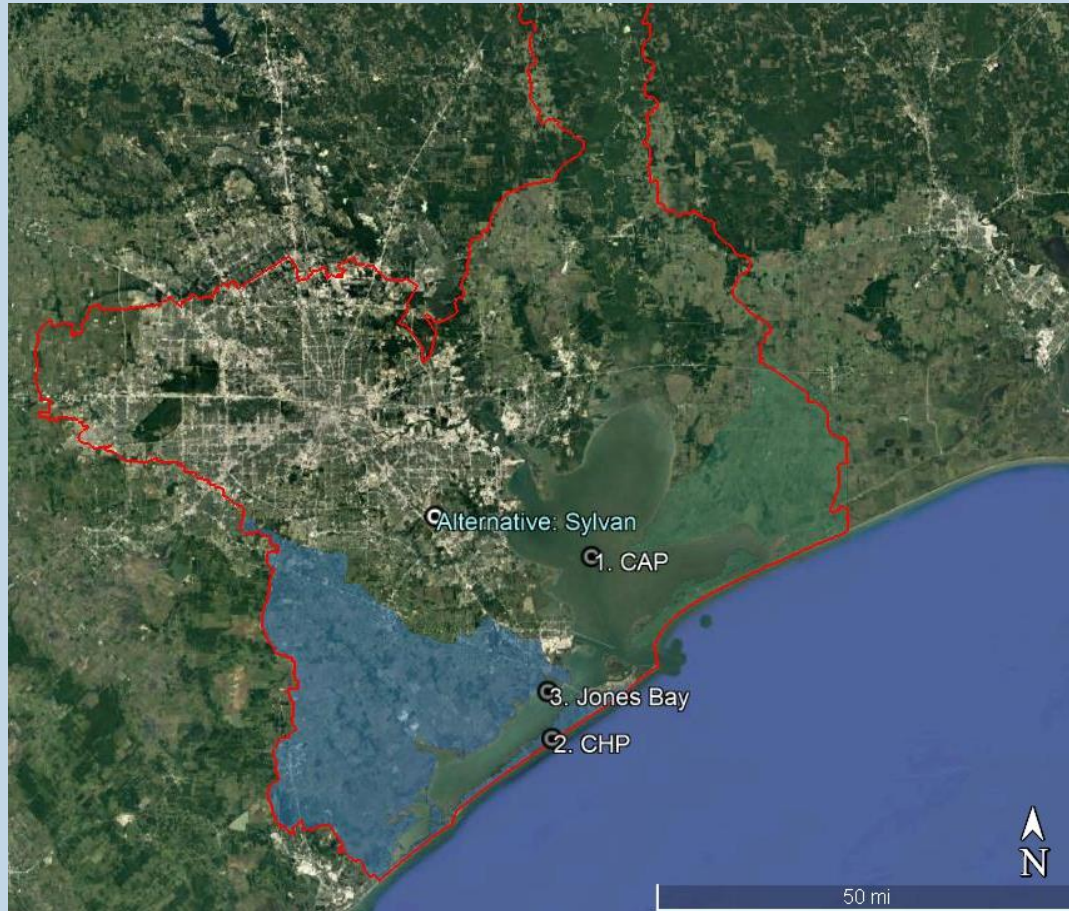 Alternative: Sylvan
1. CAP
3. Jones Bay
2. CHP
N
50 mi